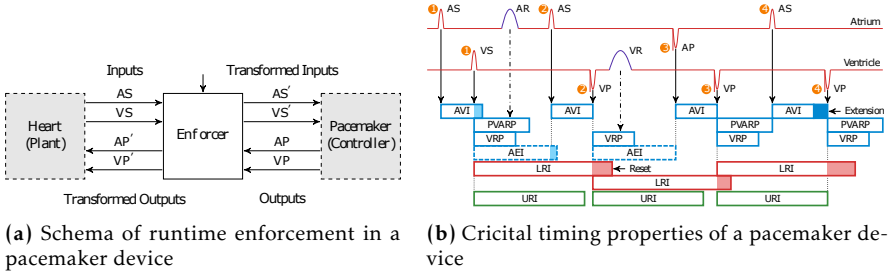 Inputs
Transformed Inputs
AS
AS′
VS
VS′
Heart
(Plant)
Enforcer
Pacemaker
(Controller)
AP′
AP
VP′
VP
Transformed Outputs
Outputs
(a) Schema of runtime enforcement in a
pacemaker device
1 AS AR 2 AS 4 AS
Atrium
1 VS VR 3 AP
Ventricle
2 VP 3 VP 4 VP
AVI AVI AVI AVI Extension
PVARP PVARP PVARP
VRP VRP VRP VRP
AEI AEI
LRI Reset LRI
LRI
URI URI URI
(b) Cricital timing properties of a pacemaker de-
vice